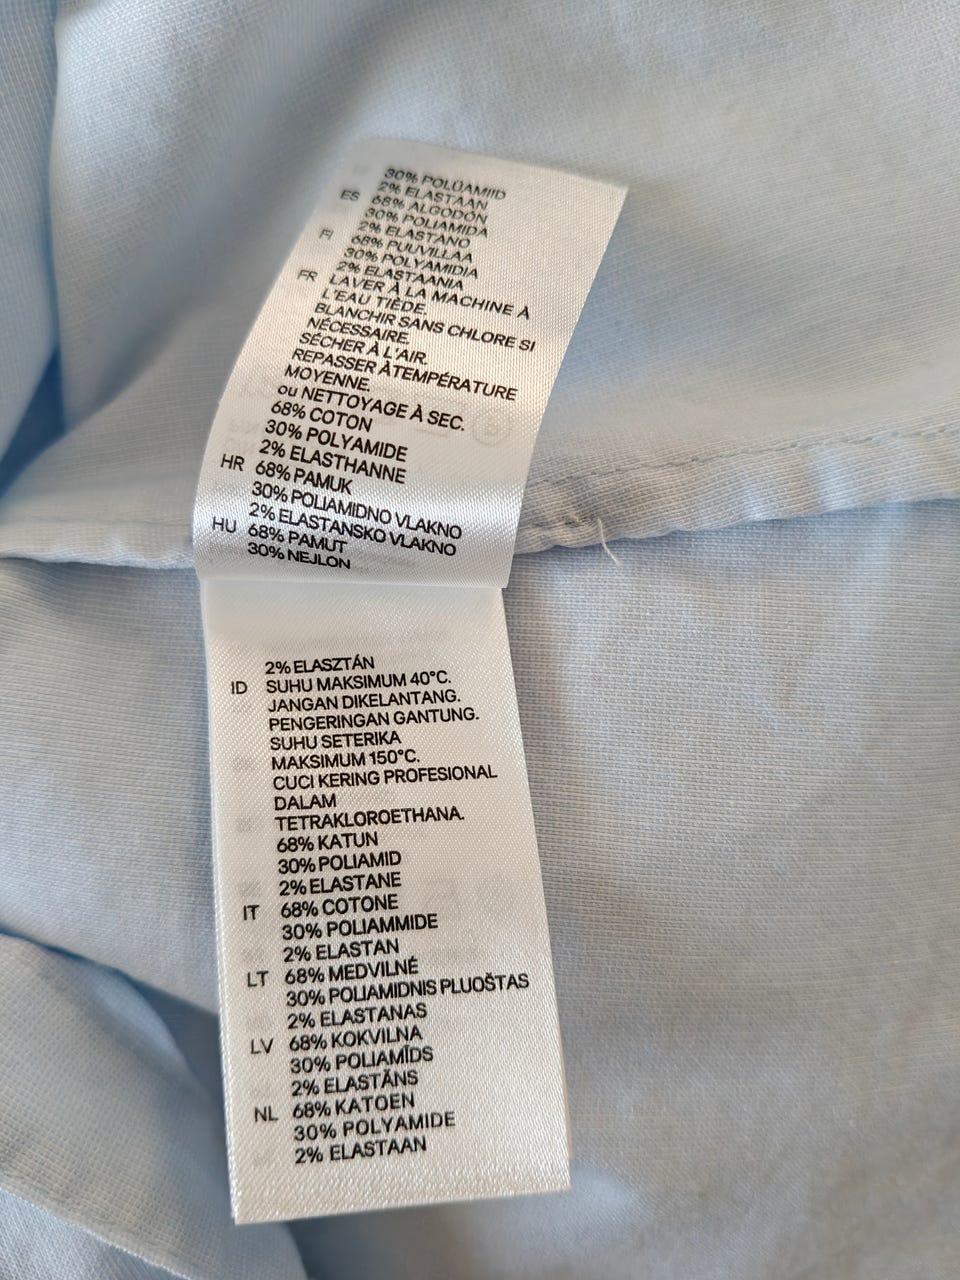 30% POLÜAMIID
2% ELASTAAN
ES 68% ALGODÓN
30% POLIAMIDA
2% ELASTANO
FI 68% PUUVILLAA
30% POLYAMIDIA
2% ELASTAANIA
FR LAVER À LA MACHINE À
L'EAU TIÈDE.
BLANCHIR SANS CHLORE SI
NÉCESSAIRE.
SÉCHER À L'AIR.
REPASSER ÀTEMPÉRATURE
MOYENNE.
ou NETTOYAGE À SEC.
68% COTON
30% POLYAMIDE
2% ELASTHANNE
HR 68% PAMUK
30% POLIAMIDNO VLAKNO
2% ELASTANSKO VLAKNO
HU 68% PAMUT
30% NEJLON
2% ELASZTÁN
ID SUHU MAKSIMUM 40°C.
JANGAN DIKELANTANG.
PENGERINGAN GANTUNG.
SUHU SETERIKA
MAKSIMUM 150°C.
CUCI KERING PROFESIONAL
DALAM
TETRAKLOROETHANA.
68% KATUN
30% POLIAMID
2% ELASTANE
IT 68% COTONE
30% POLIAMMIDE
2% ELASTAN
LT 68% MEDVILNĖ
30% POLIAMIDNIS PLUOŠTAS
2% ELASTANAS
LV 68% KOKVILNA
30% POLIAMĪDS
2% ELASTĀNS
NL 68% KATOEN
30% POLYAMIDE
2% ELASTAAN